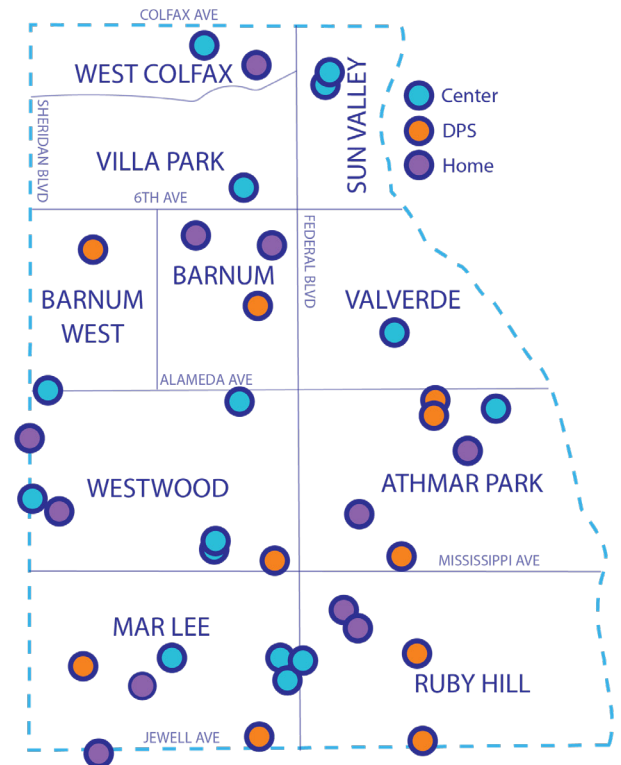 COLFAX AVE
WEST COLFAX
SUN VALLEY
Center
DPS
Home
SHERIDAN BLVD
VILLA PARK
6TH AVE
FEDERAL BLVD
BARNUM
BARNUM
WEST
VALVERDE
ALAMEDA AVE
WESTWOOD
ATHMAR PARK
MISSISSIPPI AVE
MAR LEE
RUBY HILL
JEWELL AVE